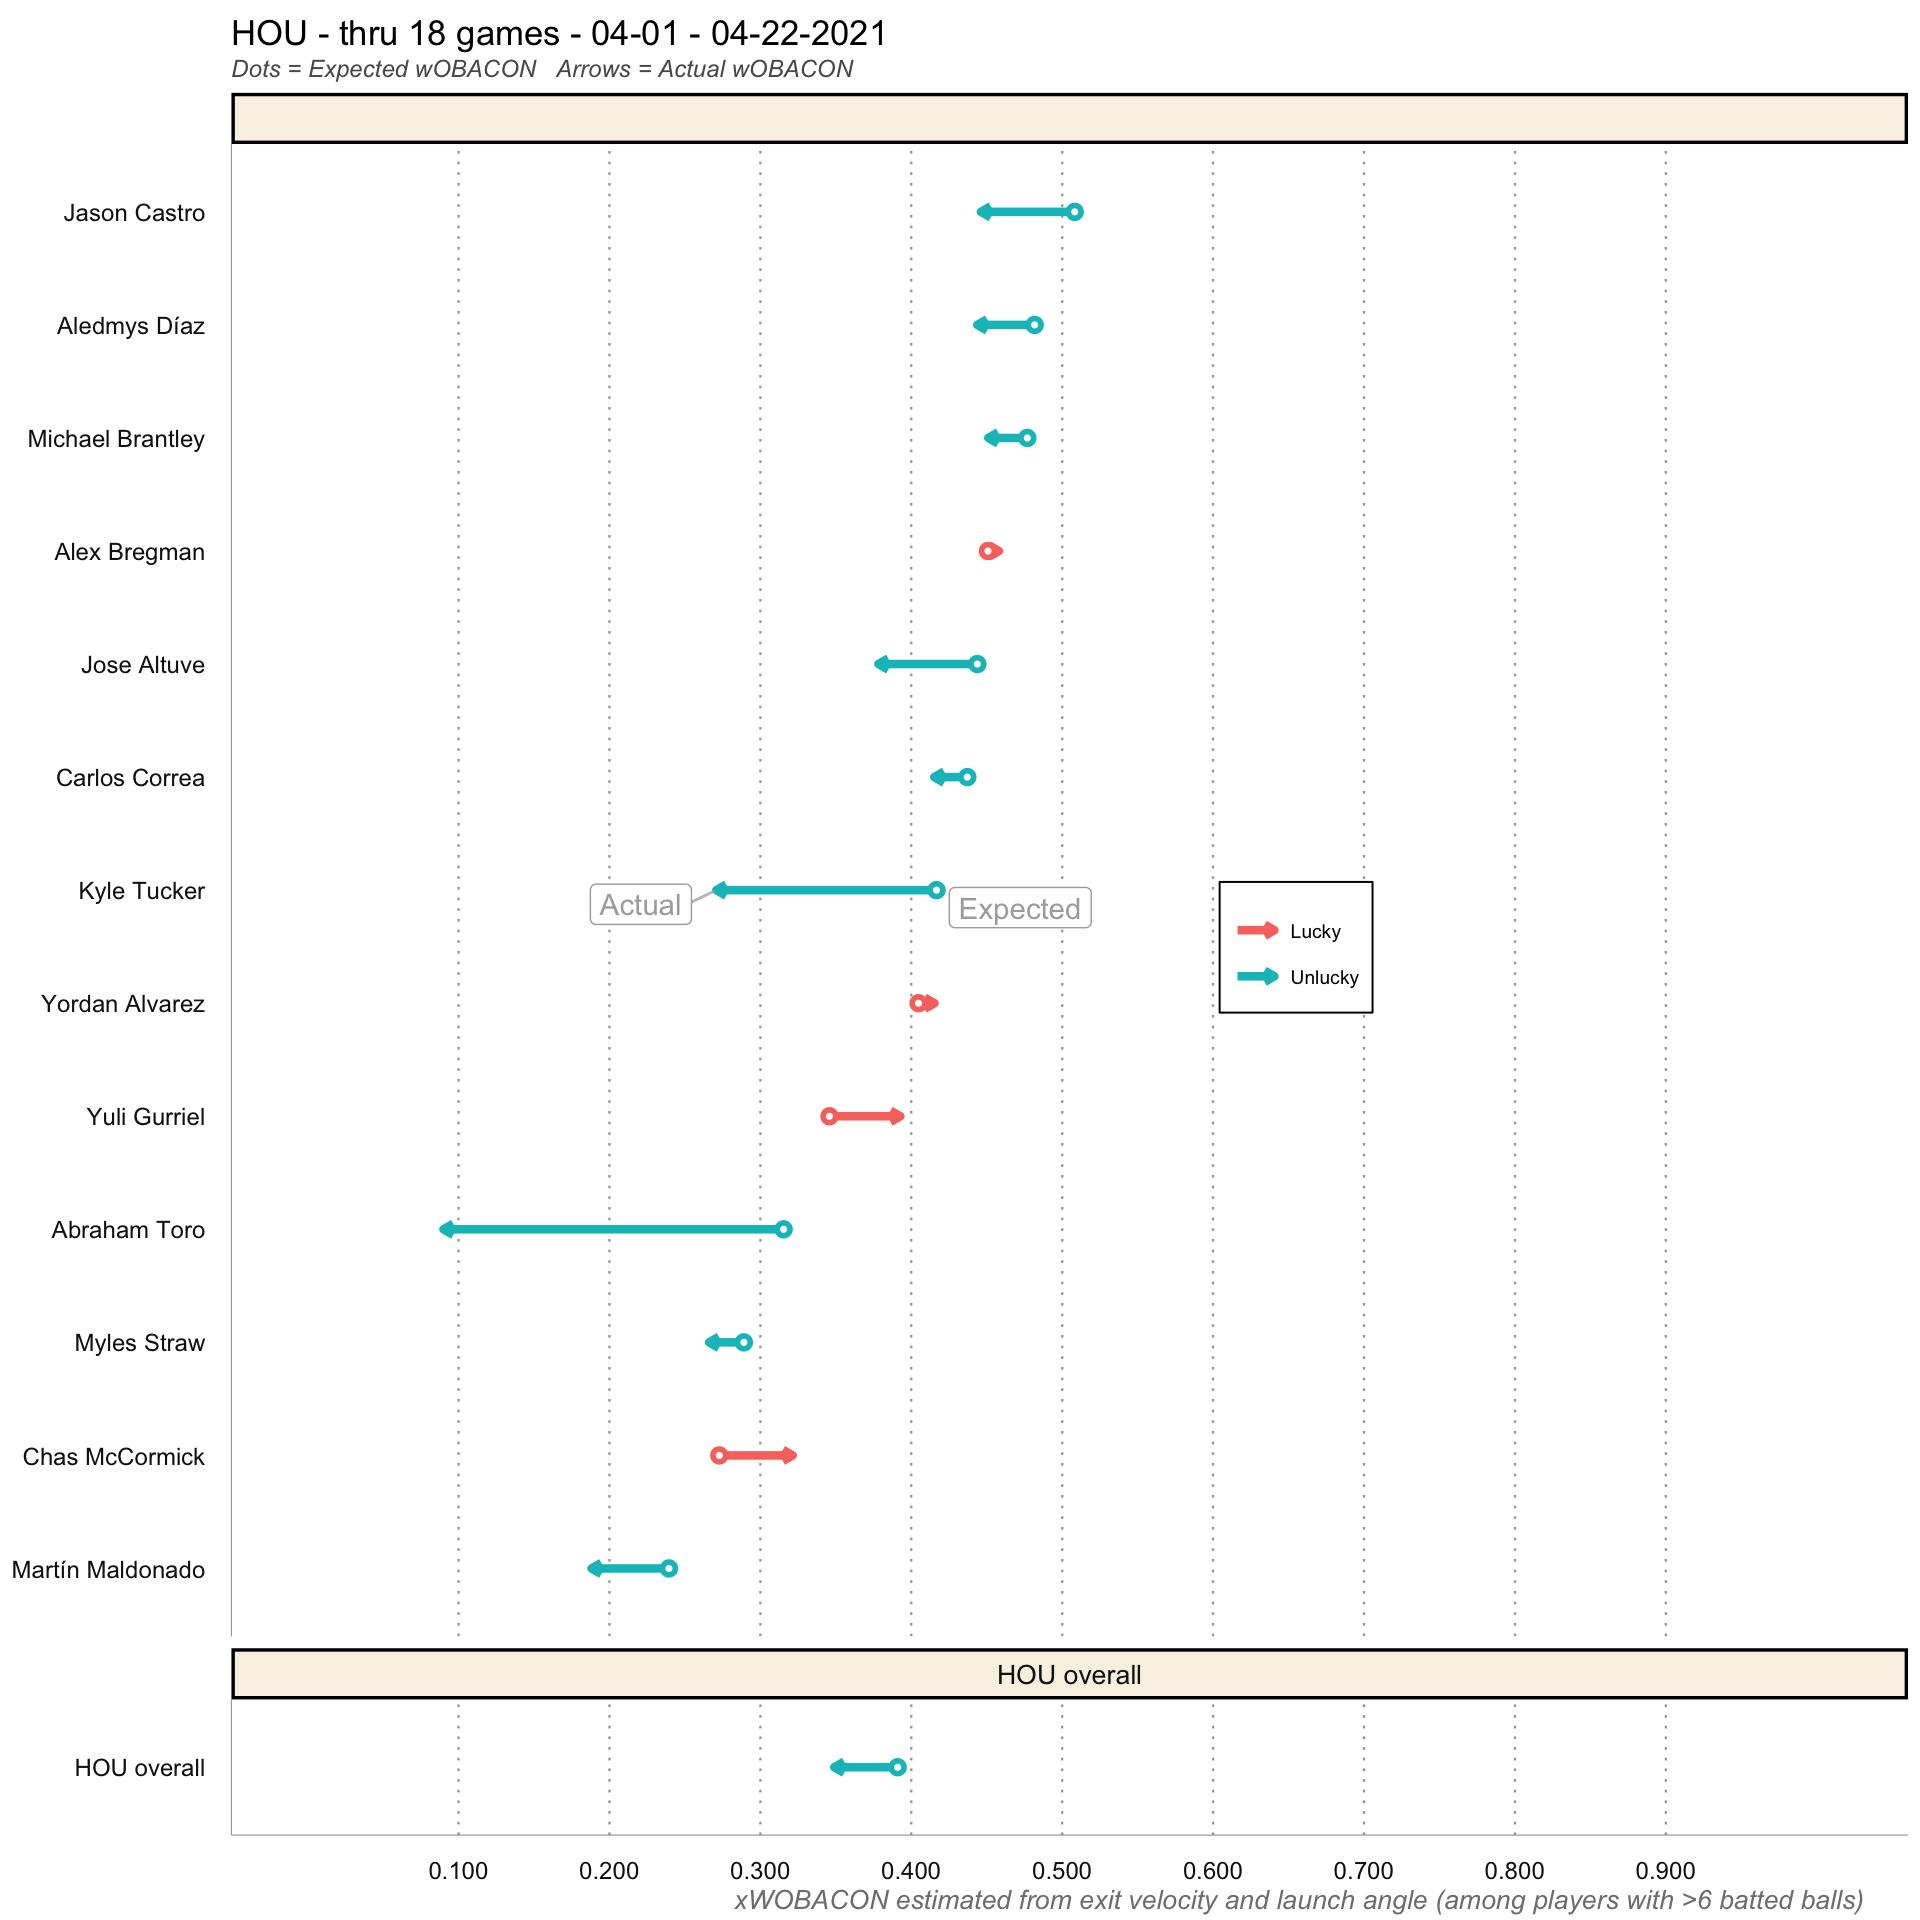 HOU - thru 18 games - 04-01 - 04-22-2021
Dots = Expected wOBACON   Arrows = Actual wOBACON
Jason Castro
Aledmys Díaz
Michael Brantley
Alex Bregman
Jose Altuve
Carlos Correa
Kyle Tucker
Actual
Expected
Lucky
Unlucky
Yordan Alvarez
Yuli Gurriel
Abraham Toro
Myles Straw
Chas McCormick
Martín Maldonado
HOU overall
HOU overall
0.100 0.200 0.300 0.400 0.500 0.600 0.700 0.800 0.900
xWOBACON estimated from exit velocity and launch angle (among players with >6 batted balls)